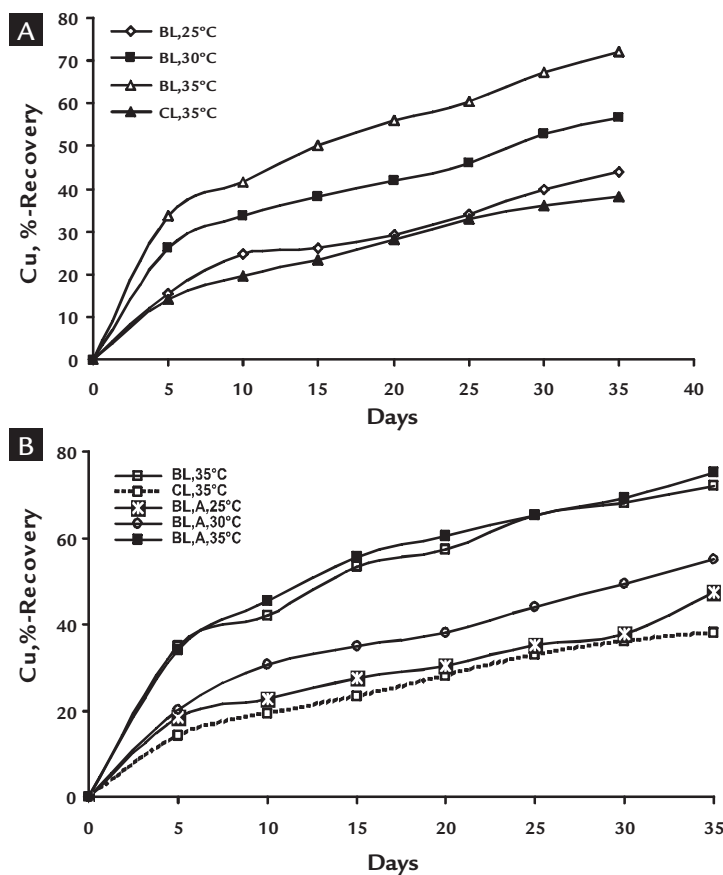 A
80
70
60
50
40
30
20
10
0
Cu, %-Recovery
BL,25°C
BL,30°C
BL,35°C
CL,35°C
0 5 10 15 20 25 30 35 40
Days
B
80
60
40
20
0
Cu,%-Recovery
BL,35°C
CL,35°C
BL,A,25°C
BL,A,30°C
BL,A,35°C
0 5 10 15 20 25 30 35
Days